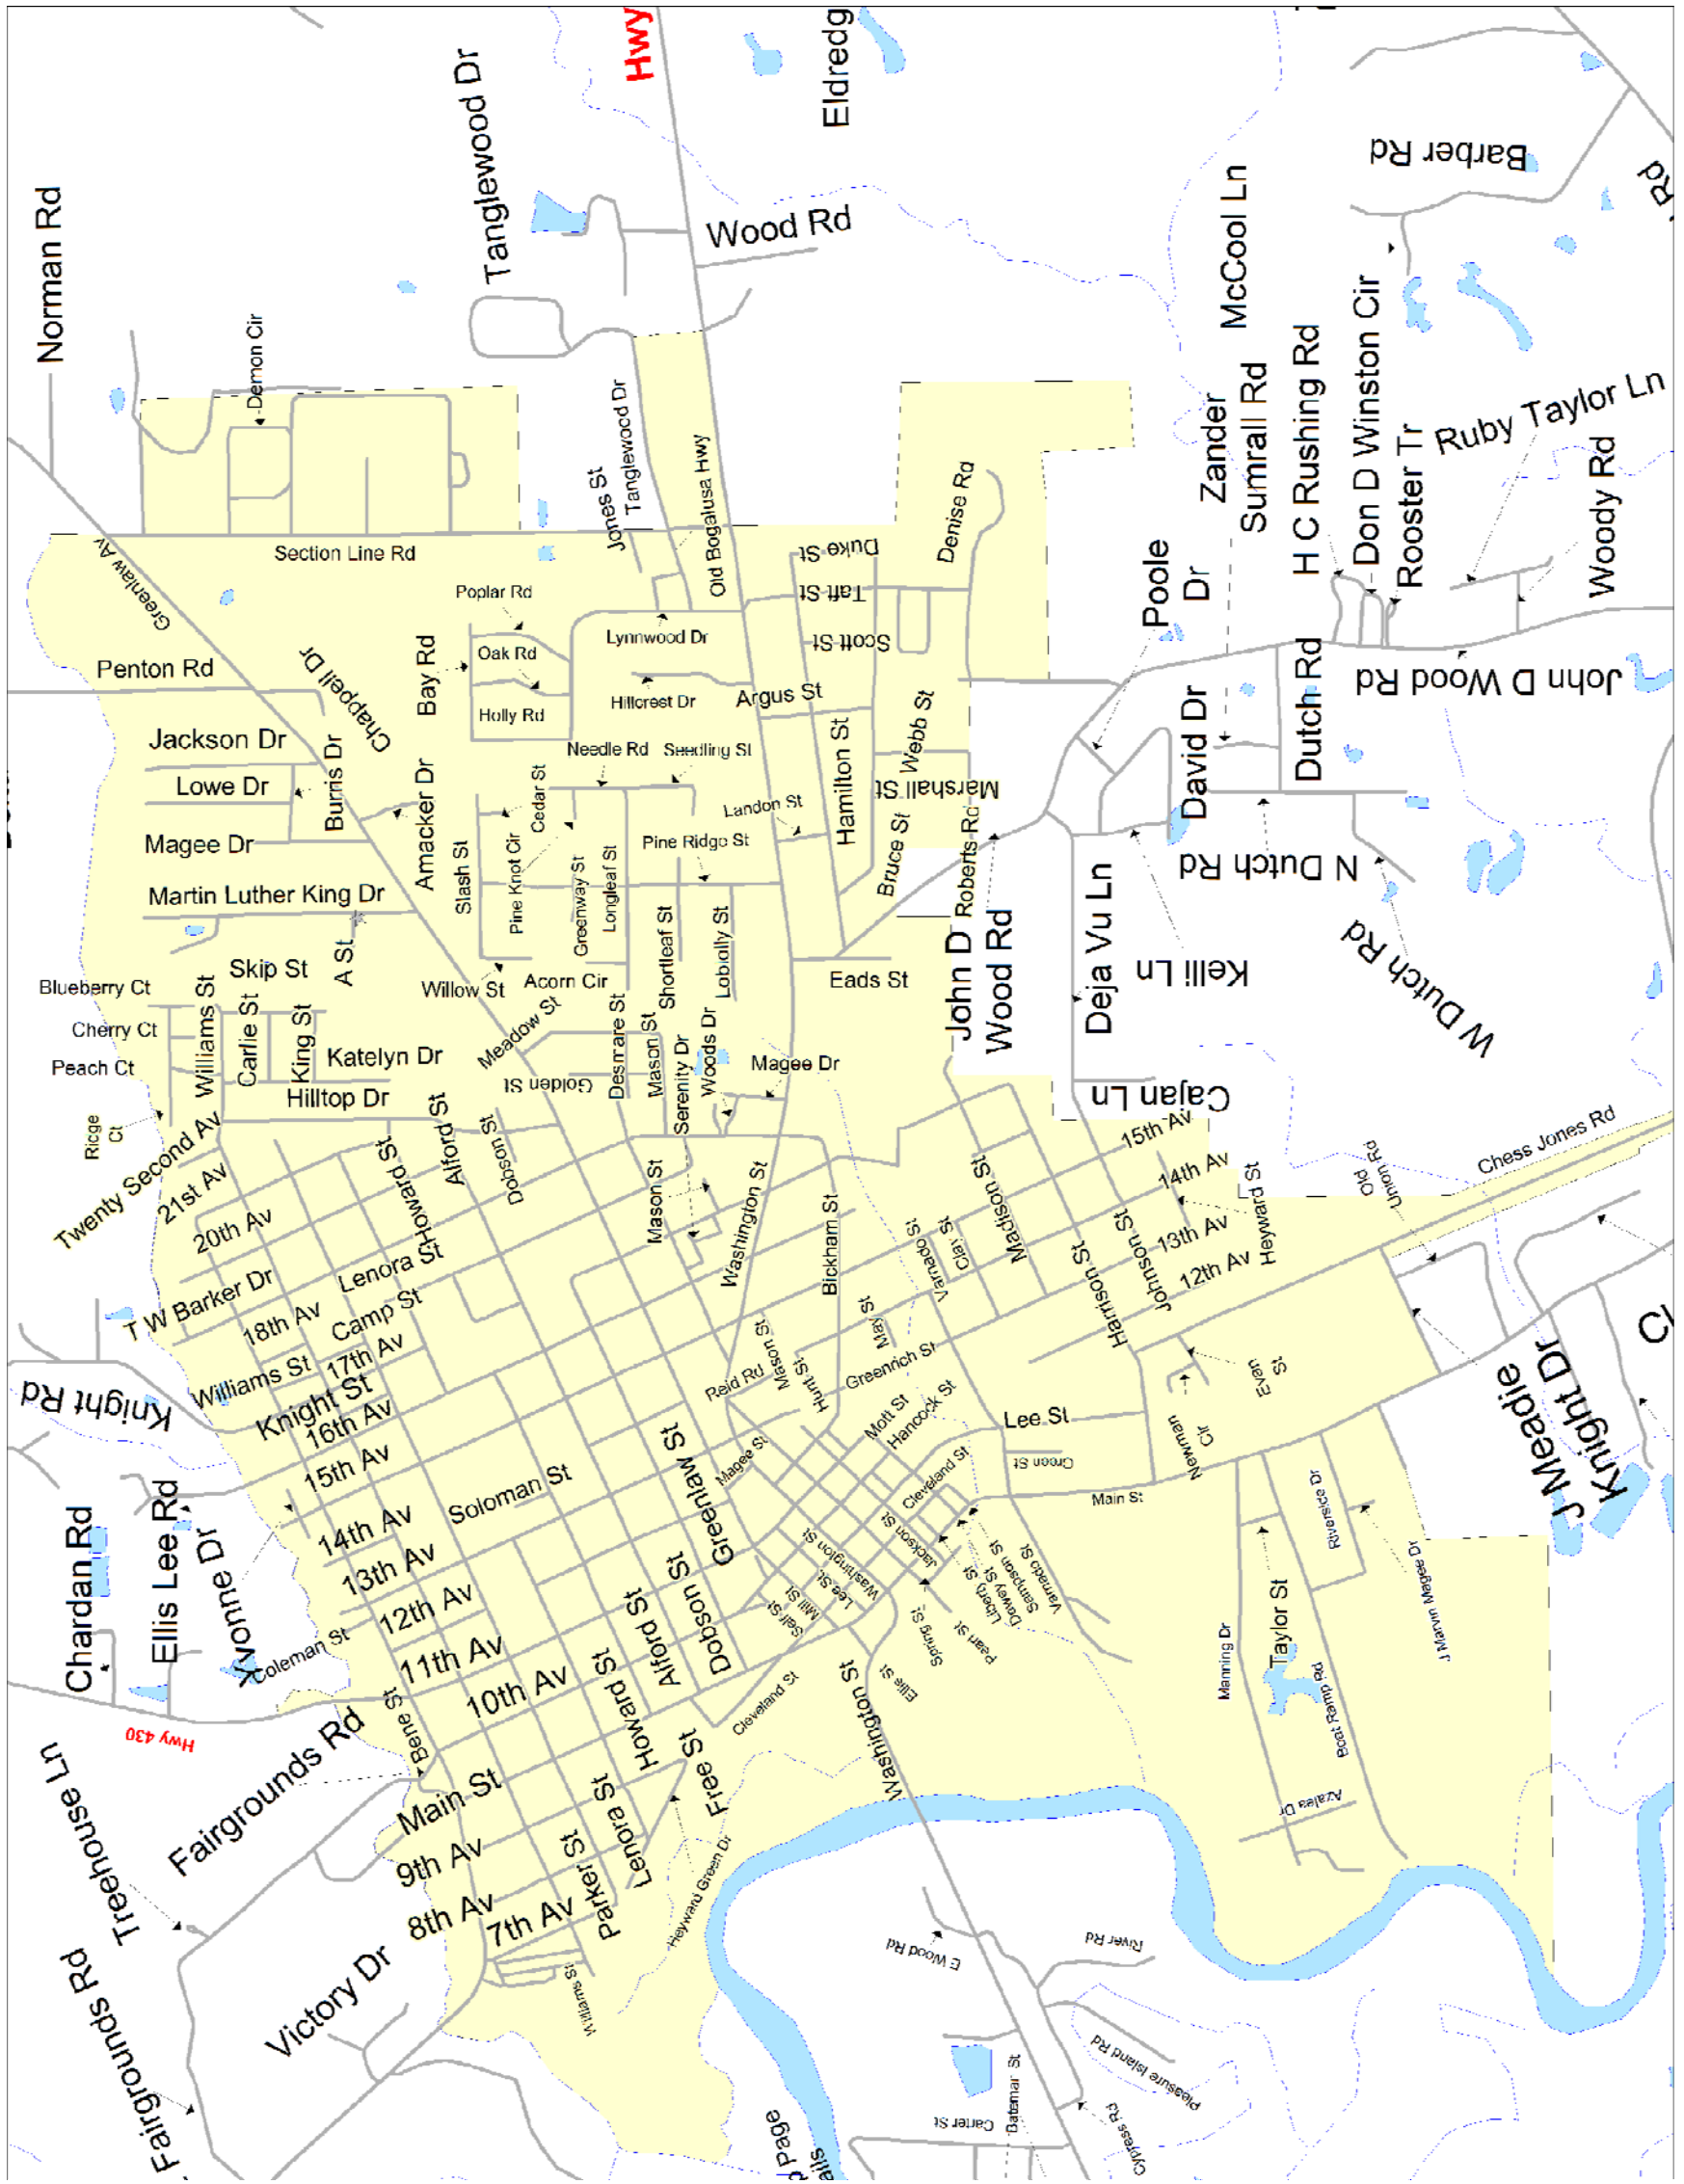 Hwy
Eldredg
Tanglewood Dr
Barber Rd
Rd
Norman Rd
Wood Rd
McCool Ln
Demon Cir
Zander
Sumrall Rd
H C Rushing Rd
Don D Winston Cir
Rooster Tr
Ruby Taylor Ln
Woody Rd
Jones St
Tanglewood Dr
Old Bogalusa Hwy
Denise Rd
Greenlaw Av
Section Line Rd
Duke St
Taft St
Scott St
Poole
Dr
Poplar Rd
Oak Rd
Holly Rd
Bay Rd
Lynnwood Dr
Hillcrest Dr
Argus St
Penton Rd
Chappell Dr
Jackson Dr
Lowe Dr
Burris Dr
Magee Dr
Amacker Dr
Needle Rd
Seedling St
Cedar St
Landon St
Hamilton St
Webb St
Marshall St
David Dr
Dutch Rd
John D Wood Rd
Martin Luther King Dr
Slash St
Pine Knot Cir
Greenway St
Longleaf St
Pine Ridge St
Bruce St
Roberts Rd
N Dutch Rd
W Dutch Rd
Skip St
A St
Blueberry Ct
Cherry Ct
Peach Ct
Williams St
Carlie St
King St
Katelyn Dr
Hilltop Dr
Willow St
Acorn Cir
Shortleaf St
Loblolly St
Eads St
John D
Wood Rd
Deja Vu Ln
Kelli Ln
Meadow St
Golden St
Desmare St
Mason St
Serenity Dr
Woods Dr
Magee Dr
Cajan Ln
Ct
Twenty Second Av
21st Av
20th Av
Howard St
Alford St
Dobson St
Mason St
Washington St
Bickham St
Varnado St
Clay St
Madison St
15th Av
14th Av
13th Av
12th Av
Heyward St
Old
Union Rd
Chess Jones Rd
T W Barker Dr
18th Av
Lenora St
Camp St
17th Av
Williams St
Knight St
16th Av
15th Av
Knight Rd
Reid Rd
Mason St
Hunt St
May St
Greenrich St
Harrison St
Johnson St
Evan
St
Newman
Cir
J Meadie
Knight Dr
Chardan Rd
Ellis Lee Rd
Kvonne Dr
14th Av
13th Av
12th Av
11th Av
10th Av
Coleman St
Soloman St
Greenlaw St
Magee St
Mott St
Hancock St
Cleveland St
Lee St
Green St
Main St
Jackson St
Washington St
Washington St
Lee St
Mill St
Self St
Liberty St
Dewey St
Sampson St
Varnado St
Spring St
Pearl St
Ellis St
Riverside Dr
J Marvin Magee Dr
Taylor St
Manning Dr
Boat Ramp Rd
Azalea Dr
Hwy 430
Fairgrounds Rd
Bene St
Howard St
Alford St
Dobson St
Cleveland St
Washington St
Treehouse Ln
Main St
9th Av
8th Av
7th Av
Parker St
Lenora St
Free St
Heyward Green Dr
Fairgrounds Rd
Victory Dr
Williams St
E Wood Rd
River Rd
Pleasure Island Rd
Carter St
Cypress Rd
Page